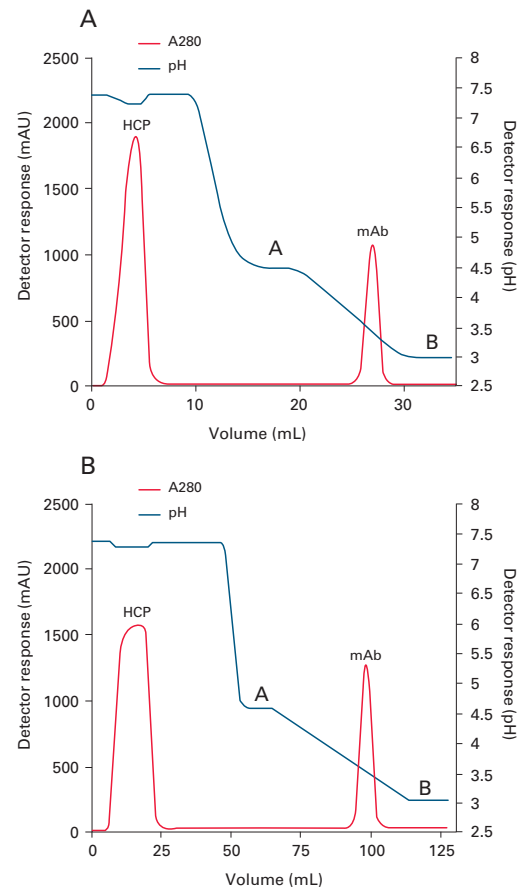 A
A280
pH
2500
2000
1500
1000
500
0
Detector response (mAU)
8
7.5
7
6.5
6
5.5
5
4.5
4
3.5
3
2.5
Detector response (pH)
HCP
A
mAb
B
0
10
20
30
Volume (mL)
B
A280
pH
2500
2000
1500
1000
500
0
Detector response (mAU)
8
7.5
7
6.5
6
5.5
5
4.5
4
3.5
3
2.5
Detector response (pH)
HCP
A
mAb
B
0
50
100
125
Volume (mL)